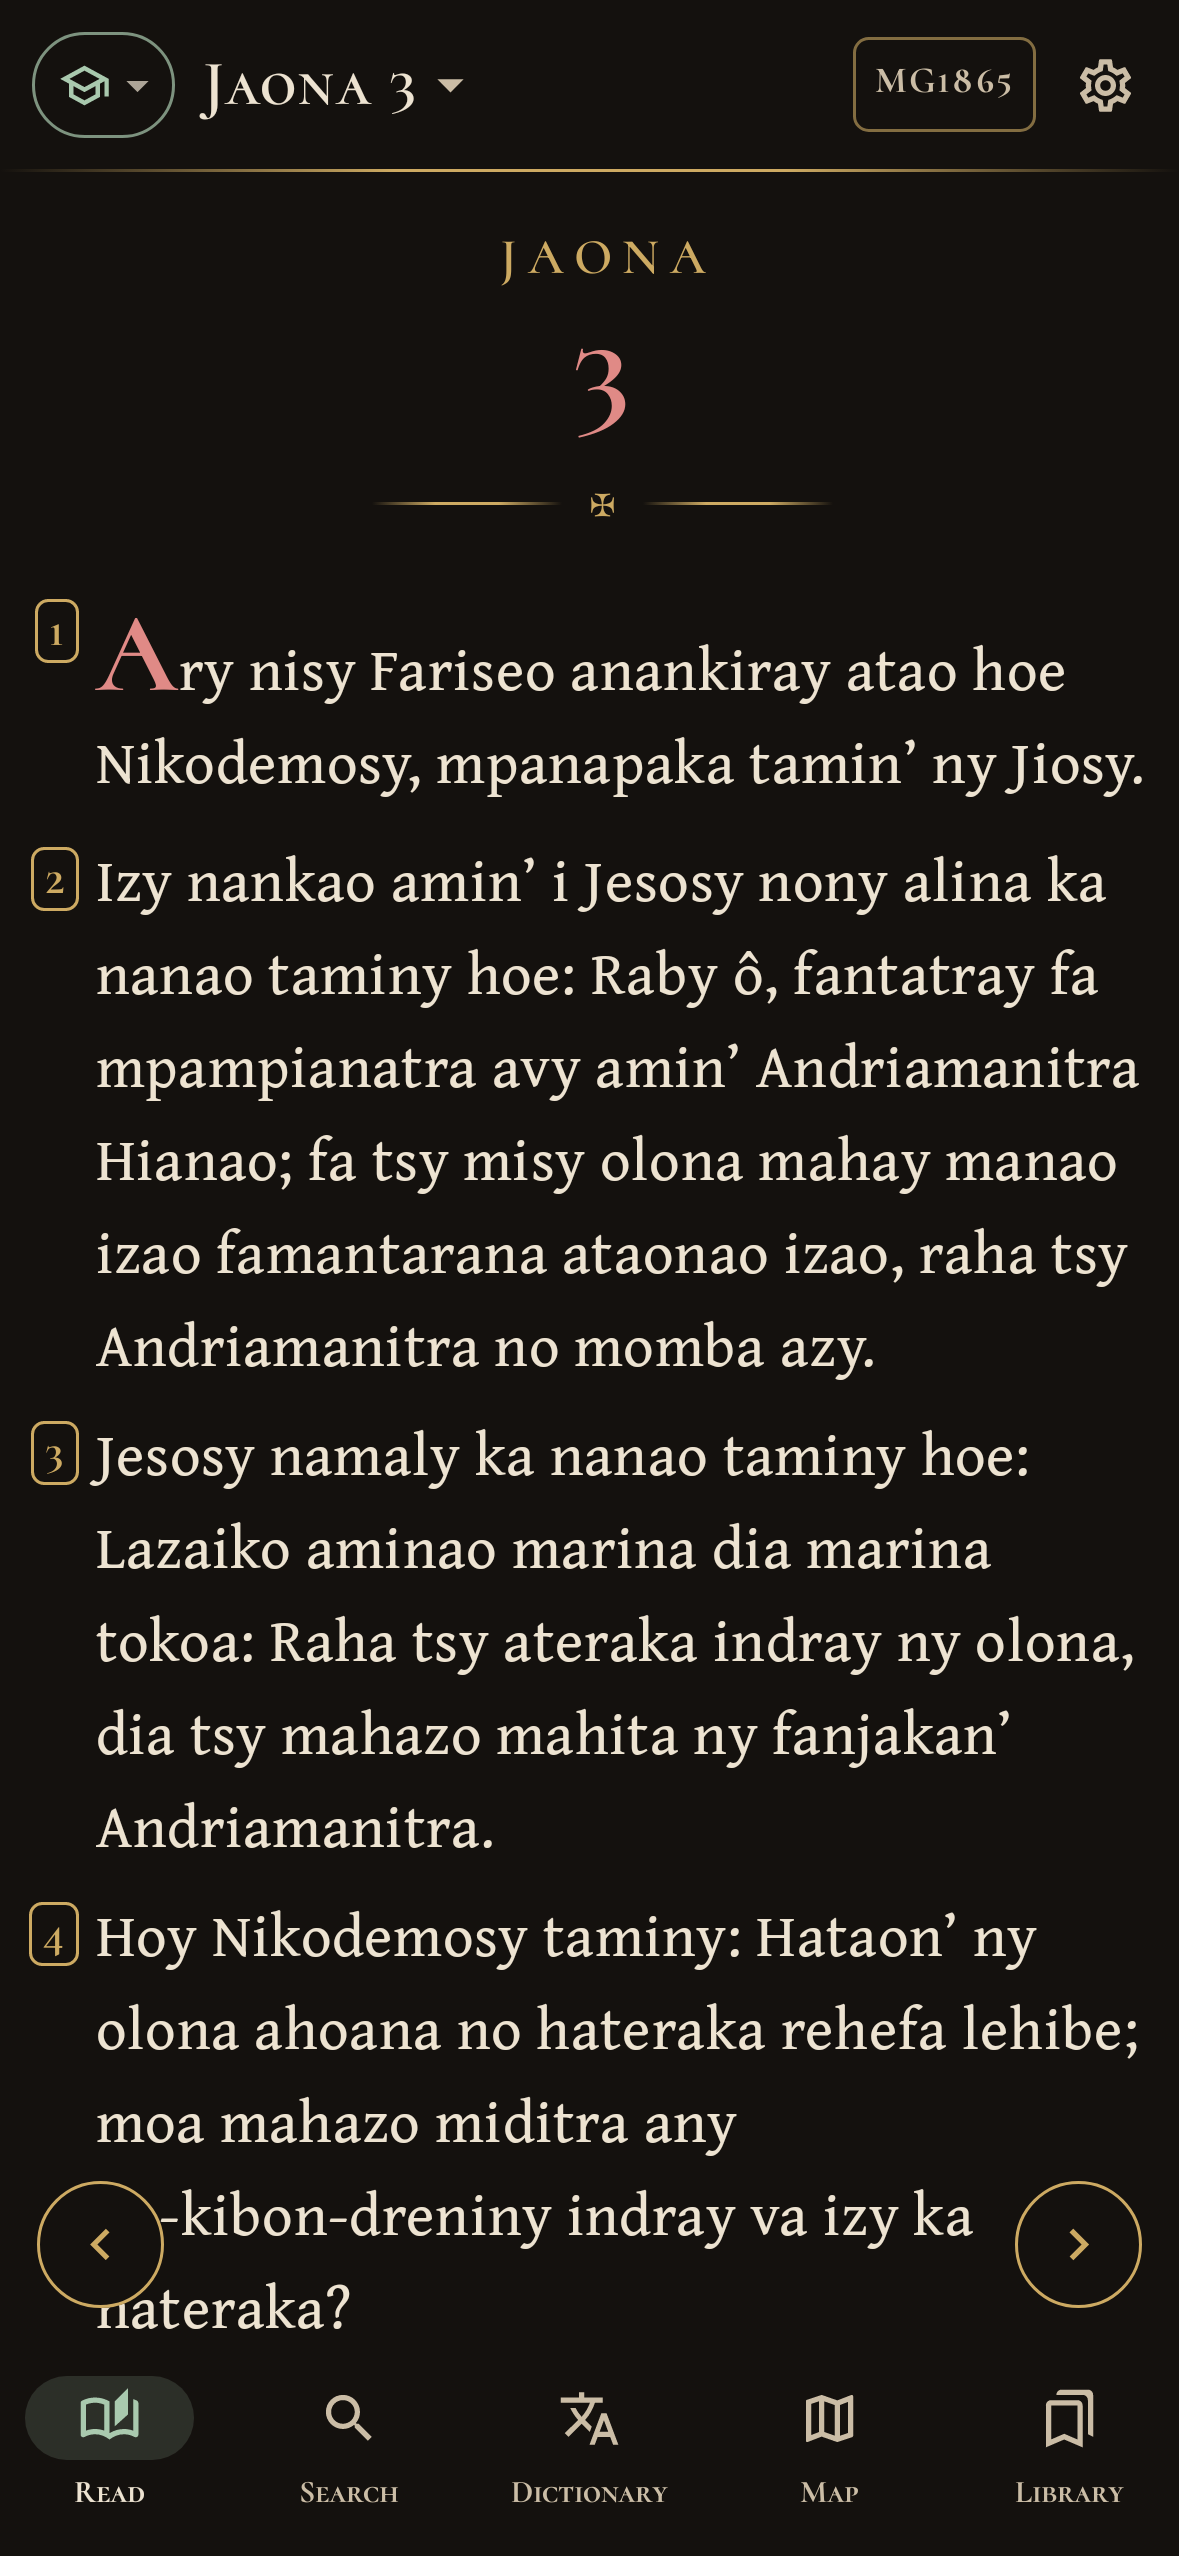 Jaona 3
MG1865
JAONA
3
1 Ary nisy Fariseo anankiray atao hoe
Nikodemosy, mpanapaka tamin’ ny Jiosy.
2 Izy nankao amin’ i Jesosy nony alina ka
nanao taminy hoe: Raby ô, fantatray fa
mpampianatra avy amin’ Andriamanitra
Hianao; fa tsy misy olona mahay manao
izao famantarana ataonao izao, raha tsy
Andriamanitra no momba azy.
3 Jesosy namaly ka nanao taminy hoe:
Lazaiko aminao marina dia marina
tokoa: Raha tsy ateraka indray ny olona,
dia tsy mahazo mahita ny fanjakan’
Andriamanitra.
4 Hoy Nikodemosy taminy: Hataon’ ny
olona ahoana no hateraka rehefa lehibe;
moa mahazo miditra any
-kibon-dreniny indray va izy ka
hateraka?
Read
Search
Dictionary
Map
Library